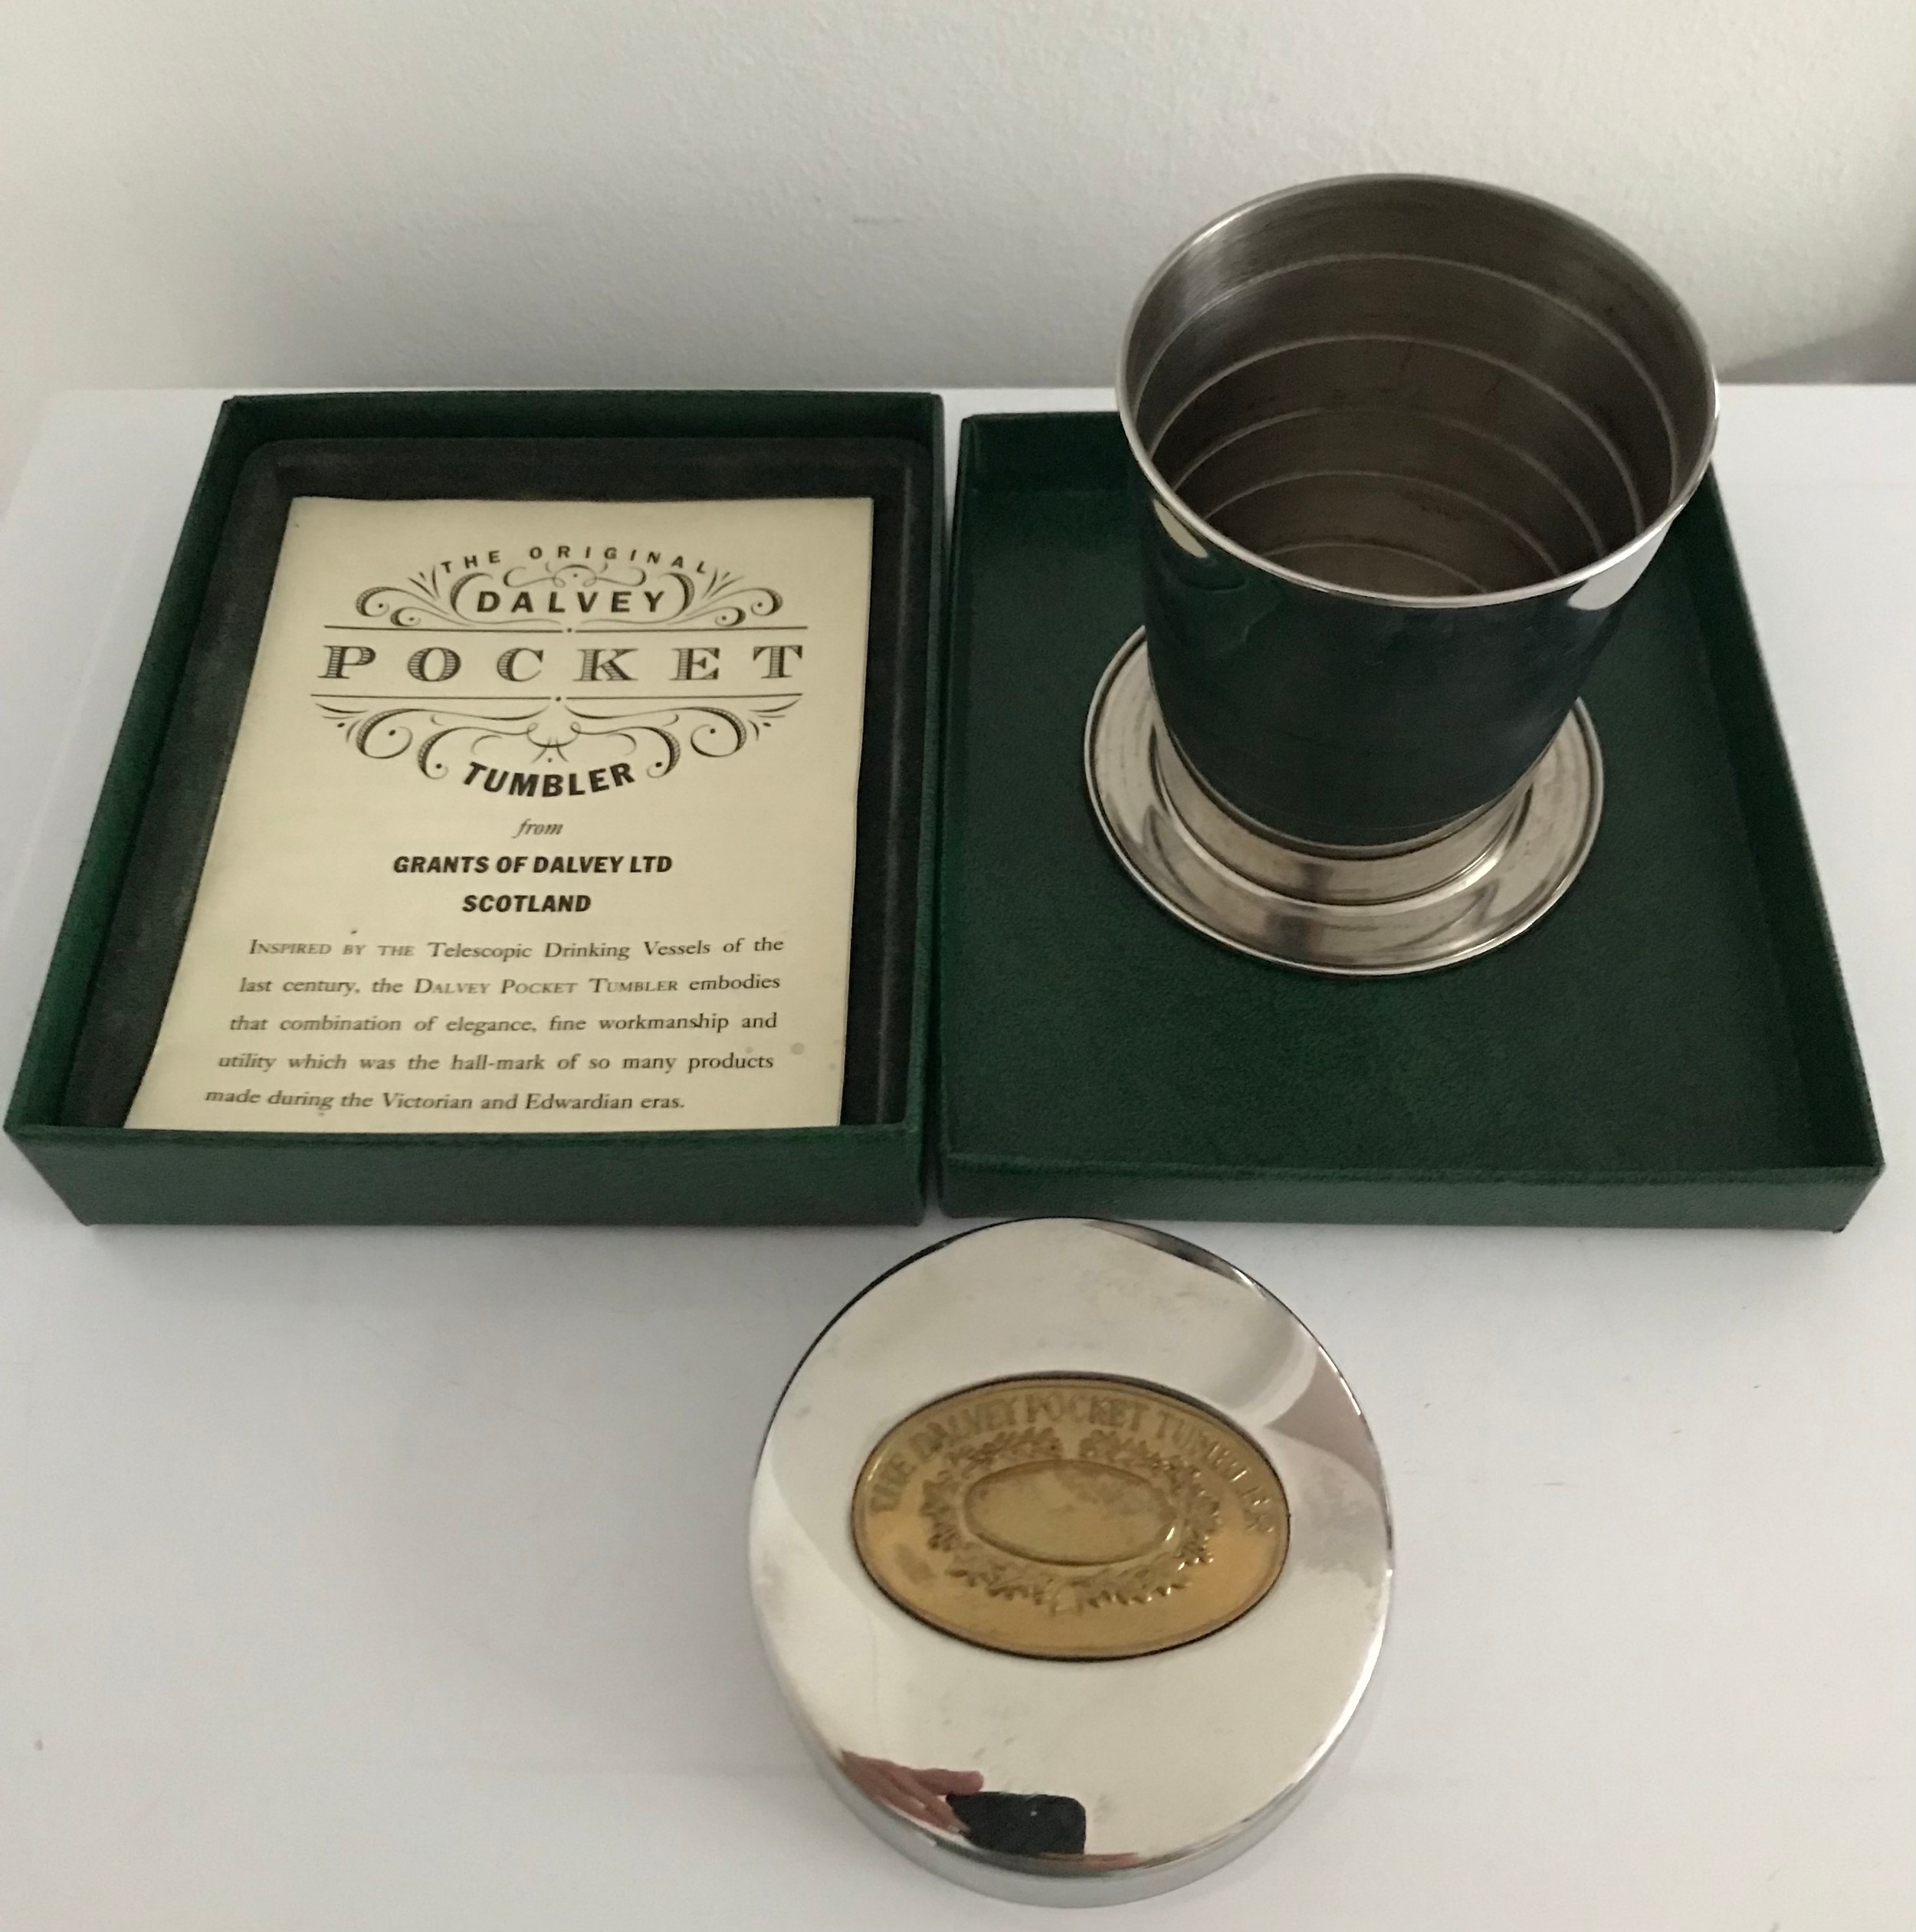 THE ORIGINAL
DALVEY
POCKET
TUMBLER
from
GRANTS OF DALVEY LTD
SCOTLAND
INSPIRED BY THE Telescopic Drinking Vessels of the
last century, the DALVEY POCKET TUMBLER embodies
that combination of elegance, fine workmanship and
utility which was the hall-mark of so many products
made during the Victorian and Edwardian eras.
THE DALVEY POCKET TUMBLER